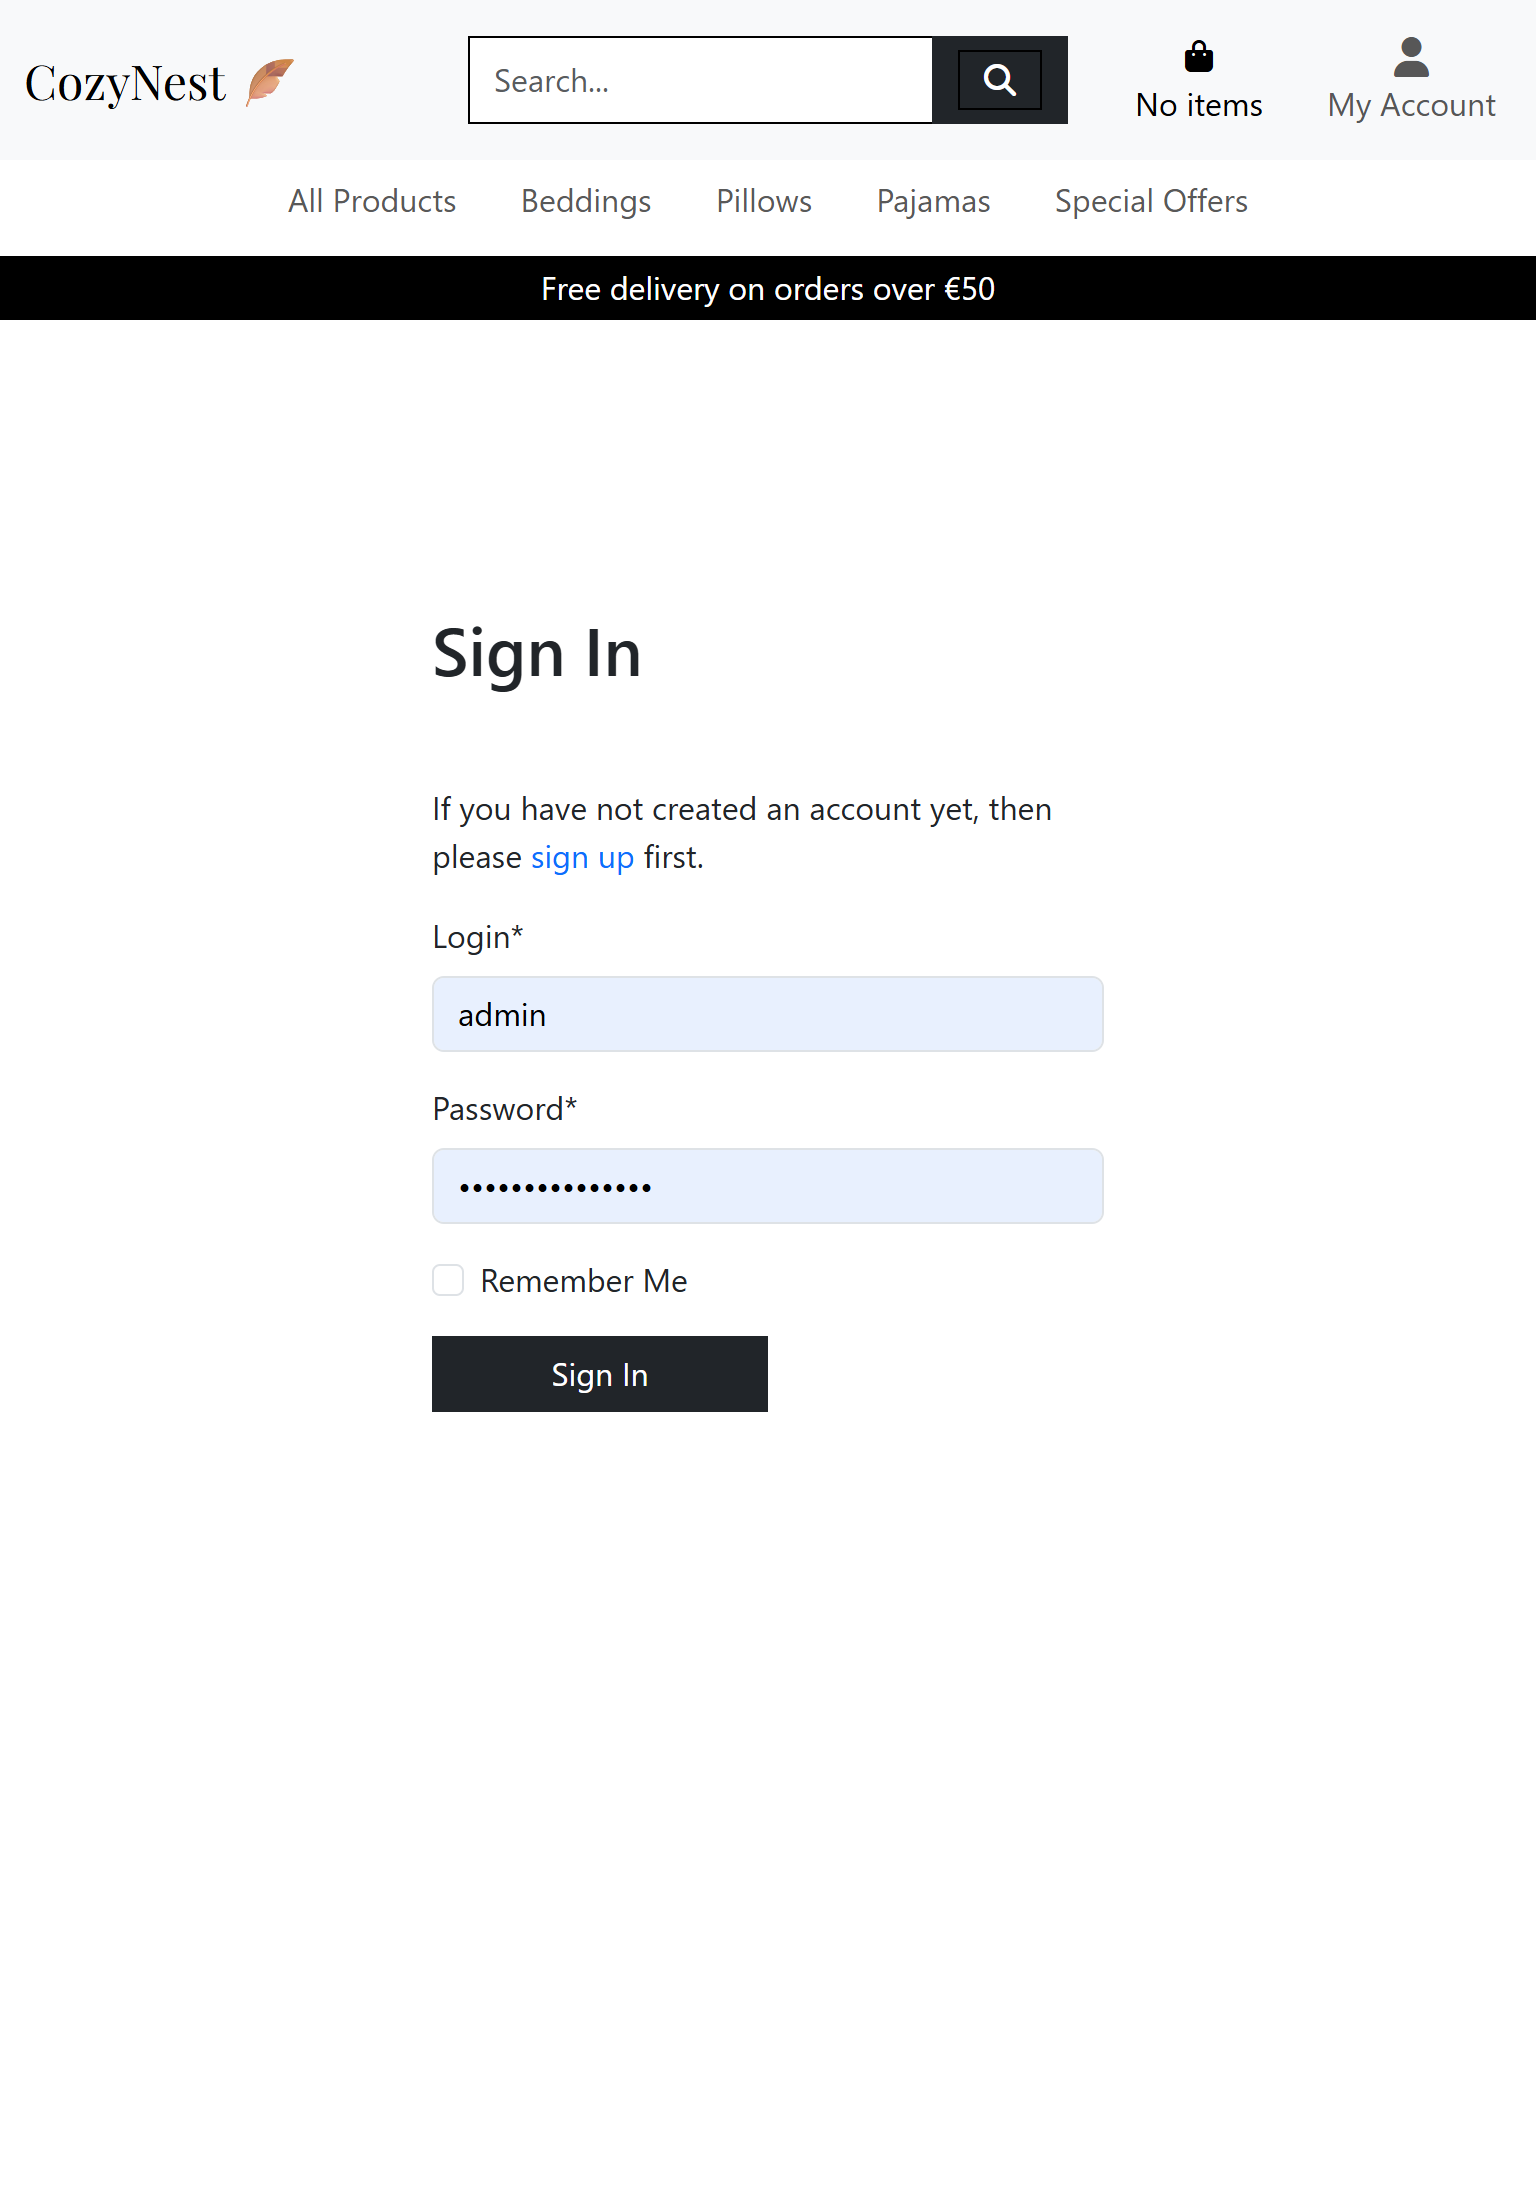 CozyNest
Search...
No items
My Account
All Products Beddings Pillows Pajamas Special Offers
Free delivery on orders over €50
Sign In
If you have not created an account yet, then
please sign up first.
Login*
admin
Password*
•••••••••••••••
Remember Me
Sign In